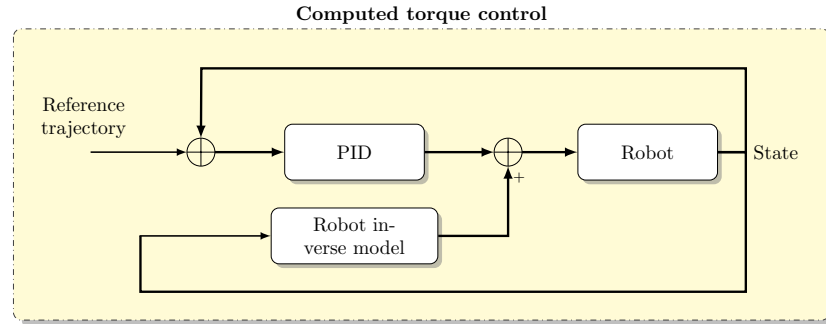 Computed torque control
Reference
trajectory
PID
+
Robot
State
Robot in-
verse model